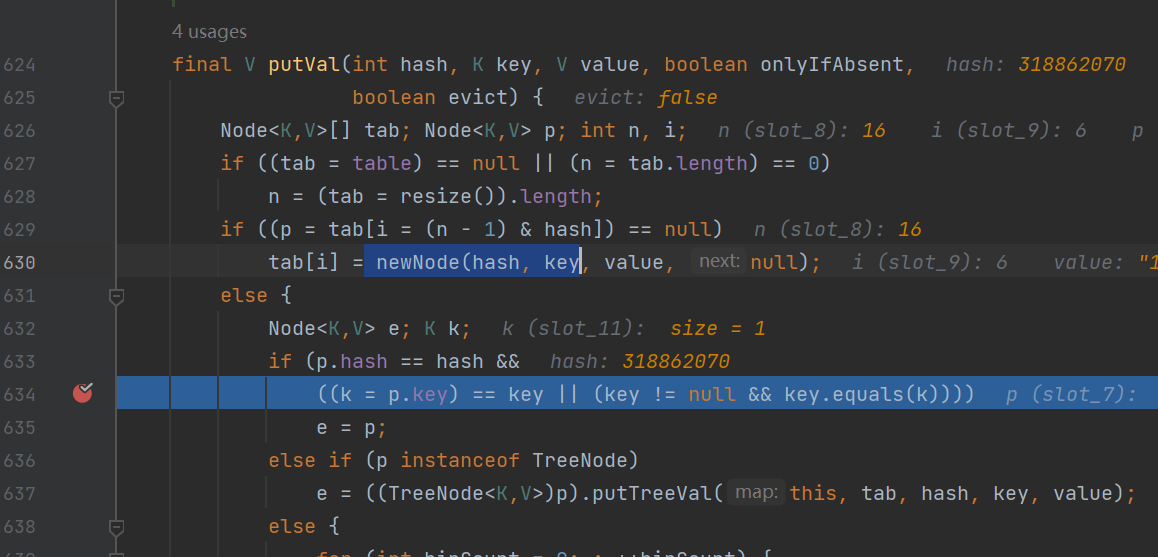 4 usages
624 final V putVal(int hash, K key, V value, boolean onlyIfAbsent, hash: 318862070
625 boolean evict) { evict: false
626 Node<K,V>[] tab; Node<K,V> p; int n, i; n (slot_8): 16 i (slot_9): 6 p
627 if ((tab = table) == null || (n = tab.length) == 0)
628 n = (tab = resize()).length;
629 if ((p = tab[i = (n - 1) & hash]) == null) n (slot_8): 16
630 tab[i] = newNode(hash, key, value, next: null); i (slot_9): 6 value: "1
631 else {
632 Node<K,V> e; K k; k (slot_11): size = 1
633 if (p.hash == hash && hash: 318862070
634 ((k = p.key) == key || (key != null && key.equals(k)))) p (slot_7):
635 e = p;
636 else if (p instanceof TreeNode)
637 e = ((TreeNode<K,V>)p).putTreeVal( map: this, tab, hash, key, value);
638 else {
for (int binCount = 0; ; ++binCount) {